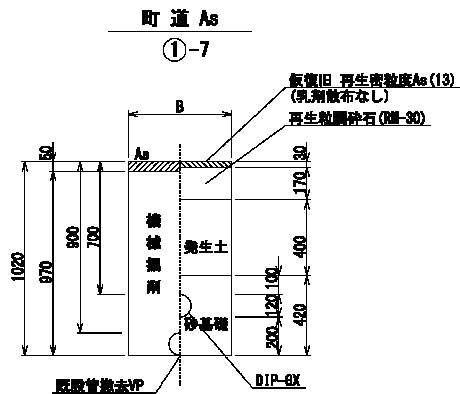 町道 As
①-7
仮復旧 再生密粒度As(13)
(乳剤散布なし)
再生粒調砕石(RM-30)
B
As
50
30
170
機械掘削
発生土
400
1020
970
900
700
100
120
200
420
砂基礎
既設管撤去VP
DIP-GX